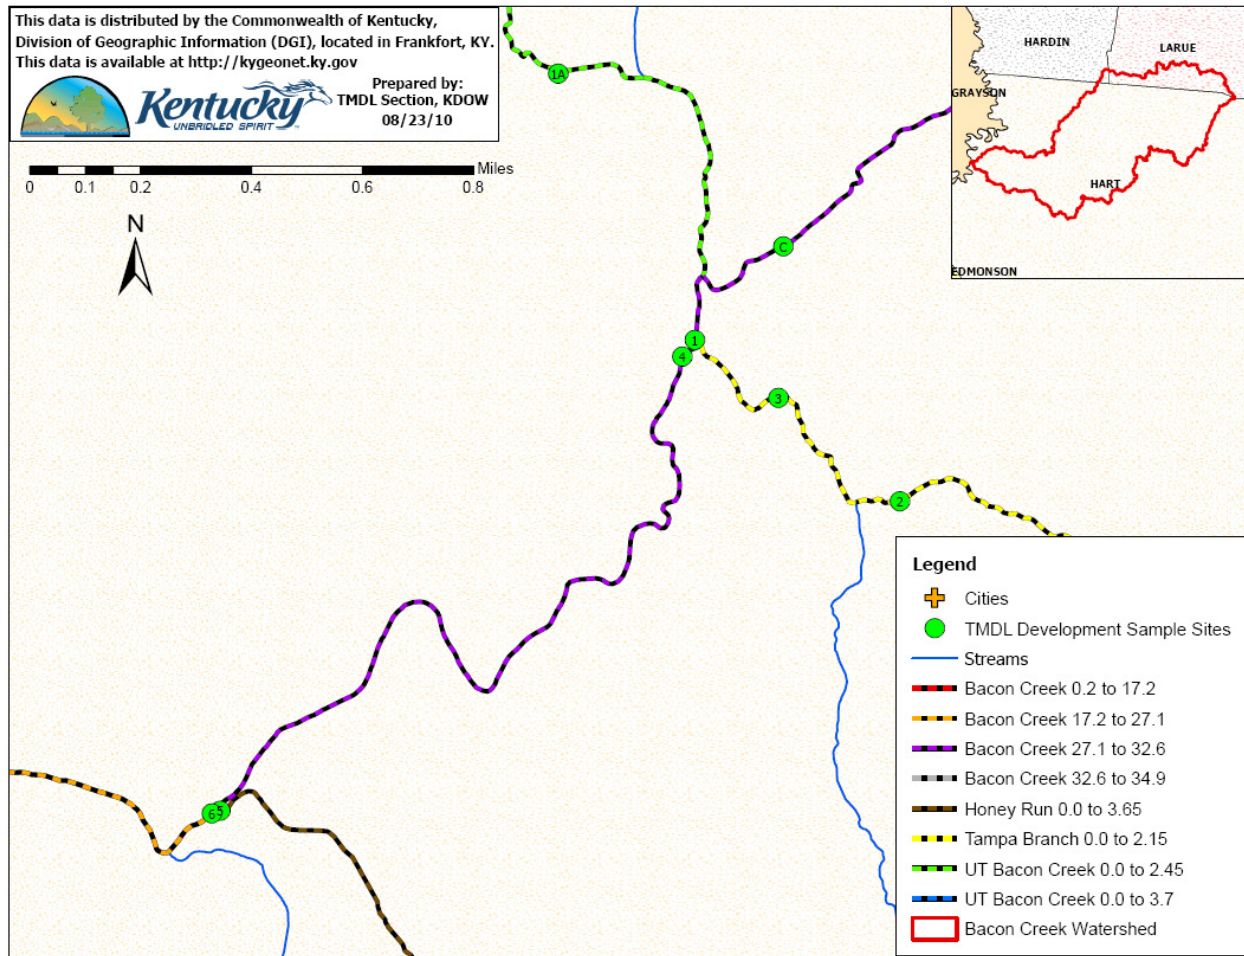 This data is distributed by the Commonwealth of Kentucky,
Division of Geographic Information (DGI), located in Frankfort, KY.
This data is available at http://kygeonet.ky.gov
Kentucky
UNBRIDLED SPIRIT
Prepared by:
TMDL Section, KDOW
08/23/10
Miles
0 0.1 0.2 0.4 0.6 0.8
N
HARDIN
LARUE
GRAYSON
HART
EDMONSON
1A
C
1
4
3
2
5
6
Legend
Cities
TMDL Development Sample Sites
Streams
Bacon Creek 0.2 to 17.2
Bacon Creek 17.2 to 27.1
Bacon Creek 27.1 to 32.6
Bacon Creek 32.6 to 34.9
Honey Run 0.0 to 3.65
Tampa Branch 0.0 to 2.15
UT Bacon Creek 0.0 to 2.45
UT Bacon Creek 0.0 to 3.7
Bacon Creek Watershed